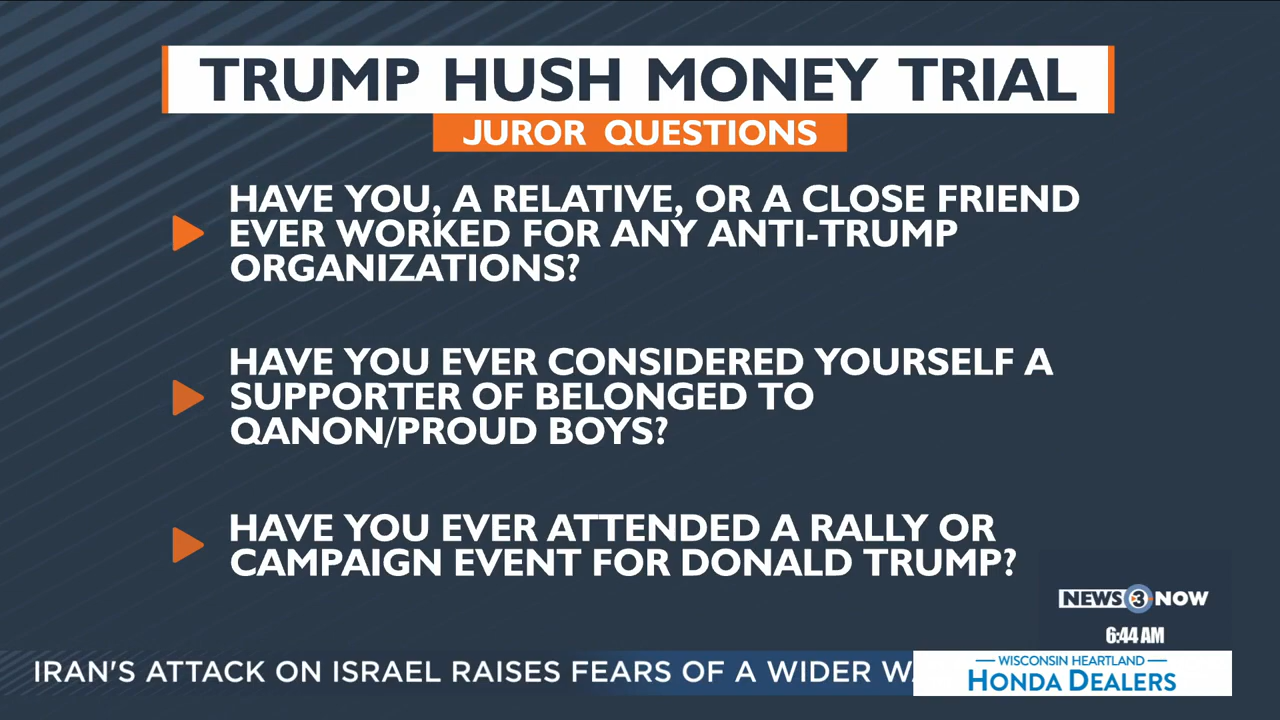 TRUMP HUSH MONEY TRIAL
JUROR QUESTIONS
HAVE YOU, A RELATIVE, OR A CLOSE FRIEND
EVER WORKED FOR ANY ANTI-TRUMP
ORGANIZATIONS?
HAVE YOU EVER CONSIDERED YOURSELF A
SUPPORTER OF BELONGED TO
QANON/PROUD BOYS?
HAVE YOU EVER ATTENDED A RALLY OR
CAMPAIGN EVENT FOR DONALD TRUMP?
NEWS 3 NOW
6:44 AM
IRAN'S ATTACK ON ISRAEL RAISES FEARS OF A WIDER
WISCONSIN HEARTLAND
HONDA DEALERS